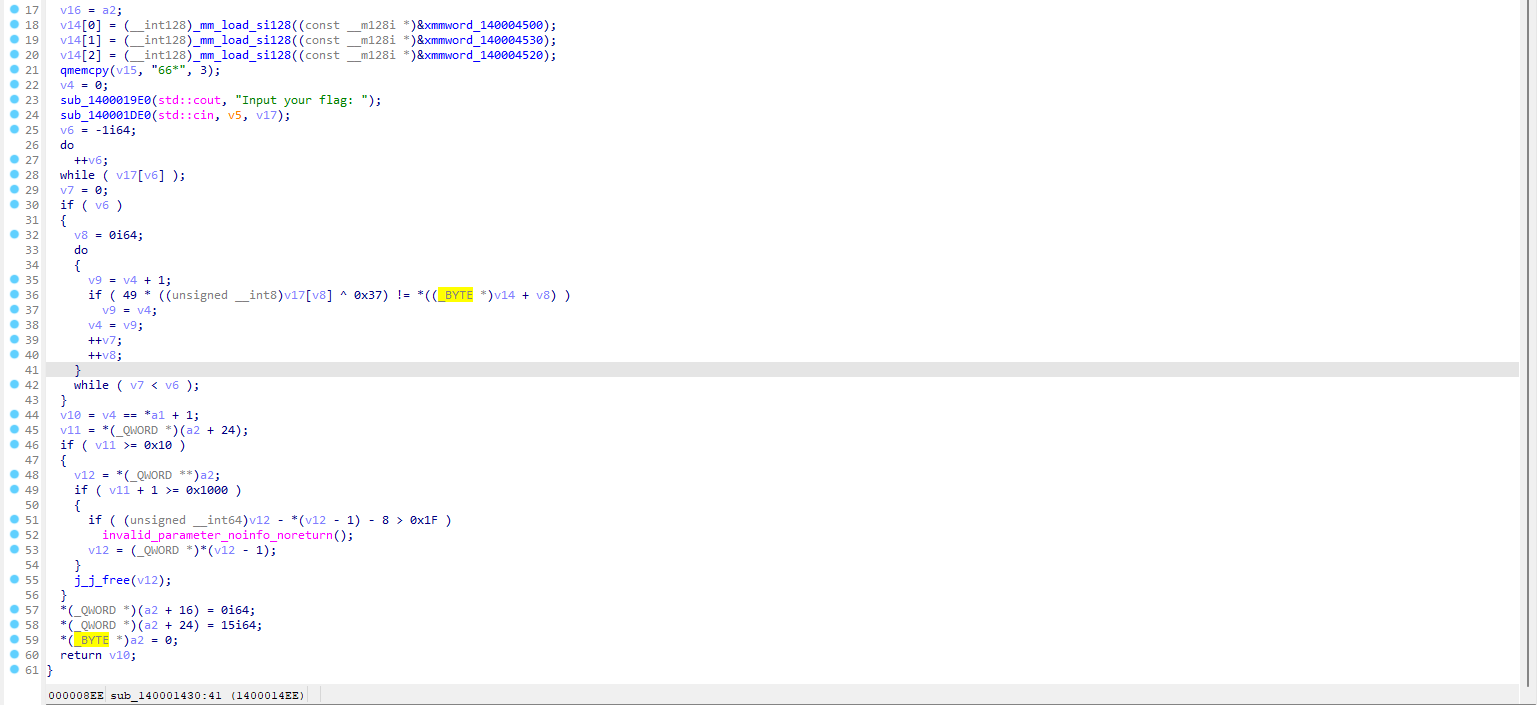 17 v16 = a2;
18 v14[0] = (__int128)_mm_load_si128((const __m128i *)&xmmword_140004500);
19 v14[1] = (__int128)_mm_load_si128((const __m128i *)&xmmword_140004530);
20 v14[2] = (__int128)_mm_load_si128((const __m128i *)&xmmword_140004520);
21 qmemcpy(v15, "66*", 3);
22 v4 = 0;
23 sub_1400019E0(std::cout, "Input your flag: ");
24 sub_140001DE0(std::cin, v5, v17);
25 v6 = -1i64;
26 do
27 ++v6;
28 while ( v17[v6] );
29 v7 = 0;
30 if ( v6 )
31 {
32 v8 = 0i64;
33 do
34 {
35 v9 = v4 + 1;
36 if ( 49 * ((unsigned __int8)v17[v8] ^ 0x37) != *((_BYTE *)v14 + v8) )
37 v9 = v4;
38 v4 = v9;
39 ++v7;
40 ++v8;
41 }
42 while ( v7 < v6 );
43 }
44 v10 = v4 == *a1 + 1;
45 v11 = *(_QWORD *)(a2 + 24);
46 if ( v11 >= 0x10 )
47 {
48 v12 = *(_QWORD **)a2;
49 if ( v11 + 1 >= 0x1000 )
50 {
51 if ( (unsigned __int64)v12 - *(v12 - 1) - 8 > 0x1F )
52 invalid_parameter_noinfo_noreturn();
53 v12 = (_QWORD *)*(v12 - 1);
54 }
55 j_j_free(v12);
56 }
57 *(_QWORD *)(a2 + 16) = 0i64;
58 *(_QWORD *)(a2 + 24) = 15i64;
59 *(_BYTE *)a2 = 0;
60 return v10;
61 }
000008EE sub_140001430:41 (1400014EE)